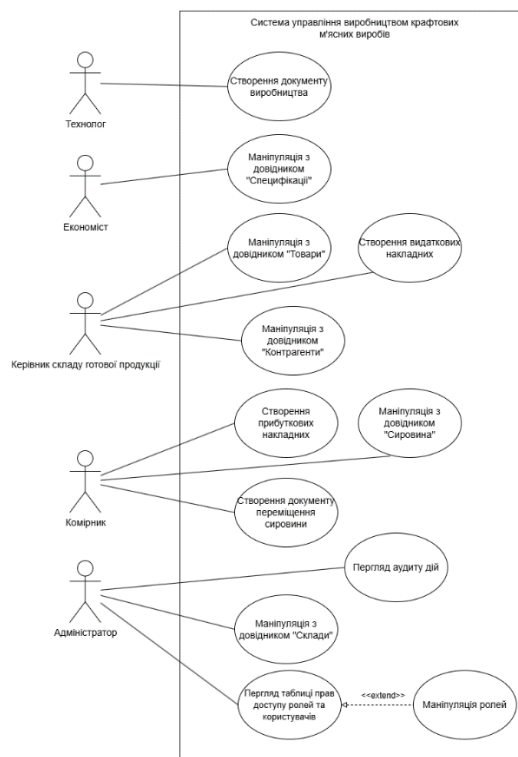 Система управління виробництвом крафтових
м'ясних виробів
Створення документу
виробництва
Технолог
Маніпуляція з
довідником
"Специфікації"
Економіст
Маніпуляція з
довідником "Товари"
Створення видаткових
накладних
Керівник складу готової продукції
Маніпуляція з
довідником
"Контрагенти"
Створення
прибуткових
накладних
Маніпуляція з
довідником
"Сировина"
Комірник
Створення документу
переміщення
сировини
Пергляд аудиту дій
Адміністратор
Маніпуляція з
довідником "Склади"
Пергляд таблиці прав
доступу ролей та
користувачів
<<extend>>
Маніпуляція ролей